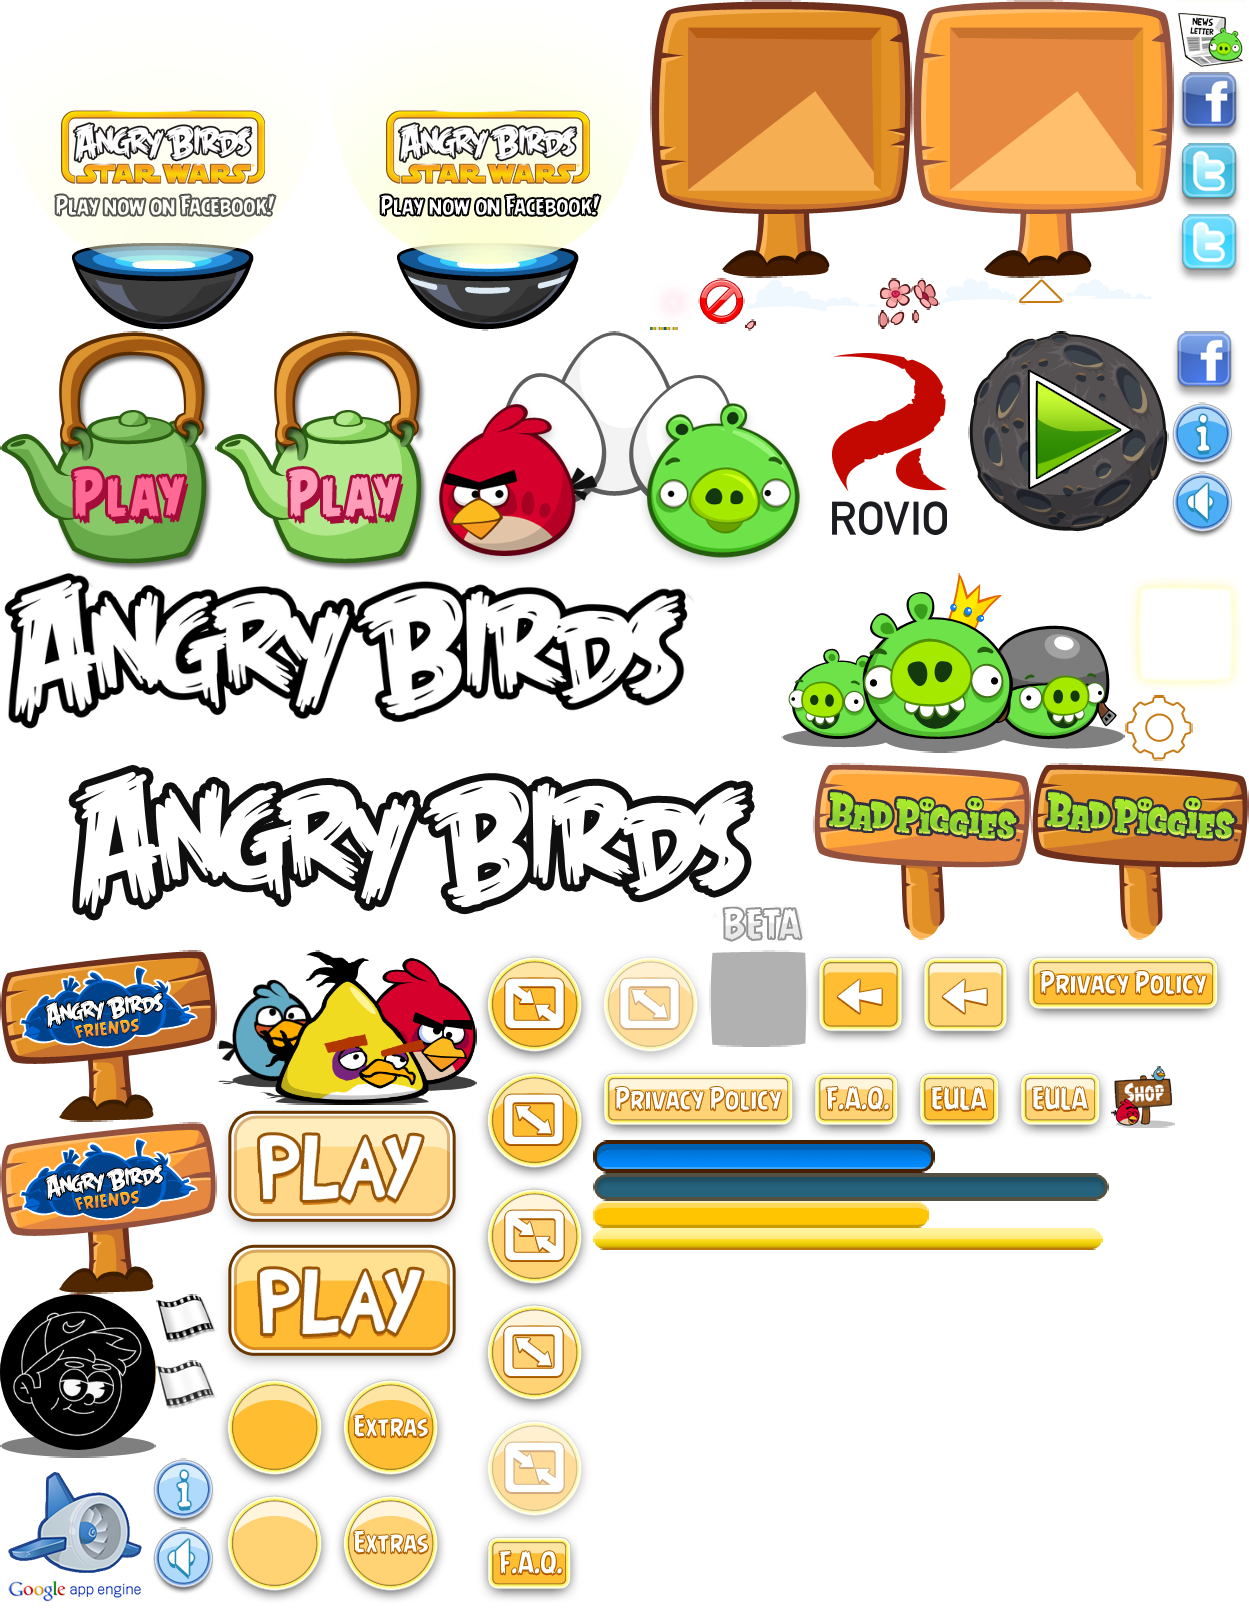 NEWS
LETTER
ANGRY BIRDS
STAR WARS
PLAY NOW ON FACEBOOK!
ANGRY BIRDS
STAR WARS
PLAY NOW ON FACEBOOK!
PLAY
PLAY
ROVIO
ANGRY BIRDS
ANGRY BIRDS
BAD PIGGIES
BAD PIGGIES
BETA
ANGRY BIRDS
FRIENDS
PRIVACY POLICY
PRIVACY POLICY
F.A.Q.
EULA
EULA
SHOP
PLAY
ANGRY BIRDS
FRIENDS
PLAY
EXTRAS
EXTRAS
F.A.Q.
Google app engine